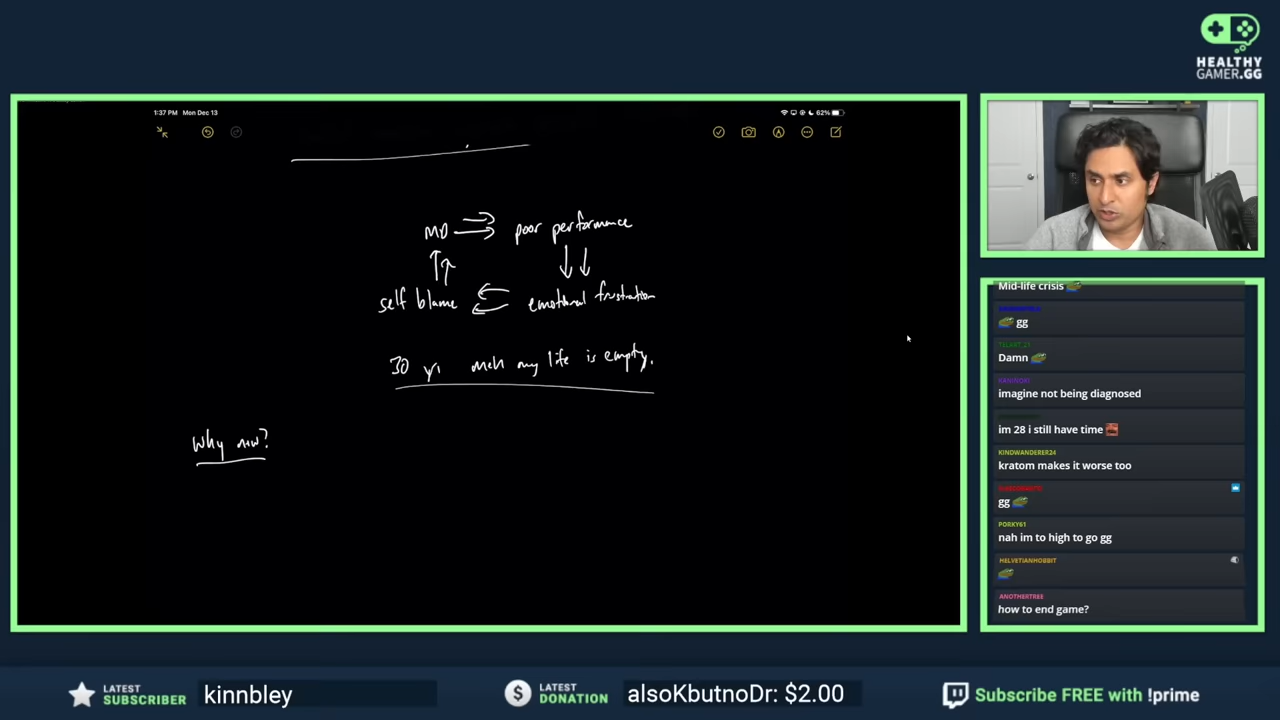 HEALTHY
GAMER.GG
1:37 PM Mon Dec 13
62%
MD poor performance
self blame emotional frustration
30 yr meh my life is empty.
Why now?
Mid-life crisis
gg
Damn
imagine not being diagnosed
im 28 i still have time
KINDWANDERER24
kratom makes it worse too
gg
PORKY61
nah im to high to go gg
HELVETIANHOBBIT
ANOTHERTREE
how to end game?
LATEST
SUBSCRIBER
kinnbley
LATEST
DONATION
alsoKbutnoDr: $2.00
Subscribe FREE with !prime